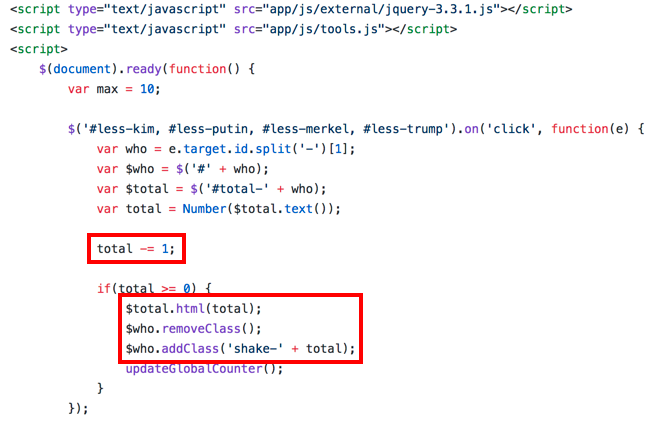 <script type="text/javascript" src="app/js/external/jquery-3.3.1.js"></script>
<script type="text/javascript" src="app/js/tools.js"></script>
<script>
$(document).ready(function() {
var max = 10;
$('#less-kim, #less-putin, #less-merkel, #less-trump').on('click', function(e) {
var who = e.target.id.split('-')[1];
var $who = $('#' + who);
var $total = $('#total-' + who);
var total = Number($total.text());
total -= 1;
if(total >= 0) {
$total.html(total);
$who.removeClass();
$who.addClass('shake-' + total);
updateGlobalCounter();
}
});